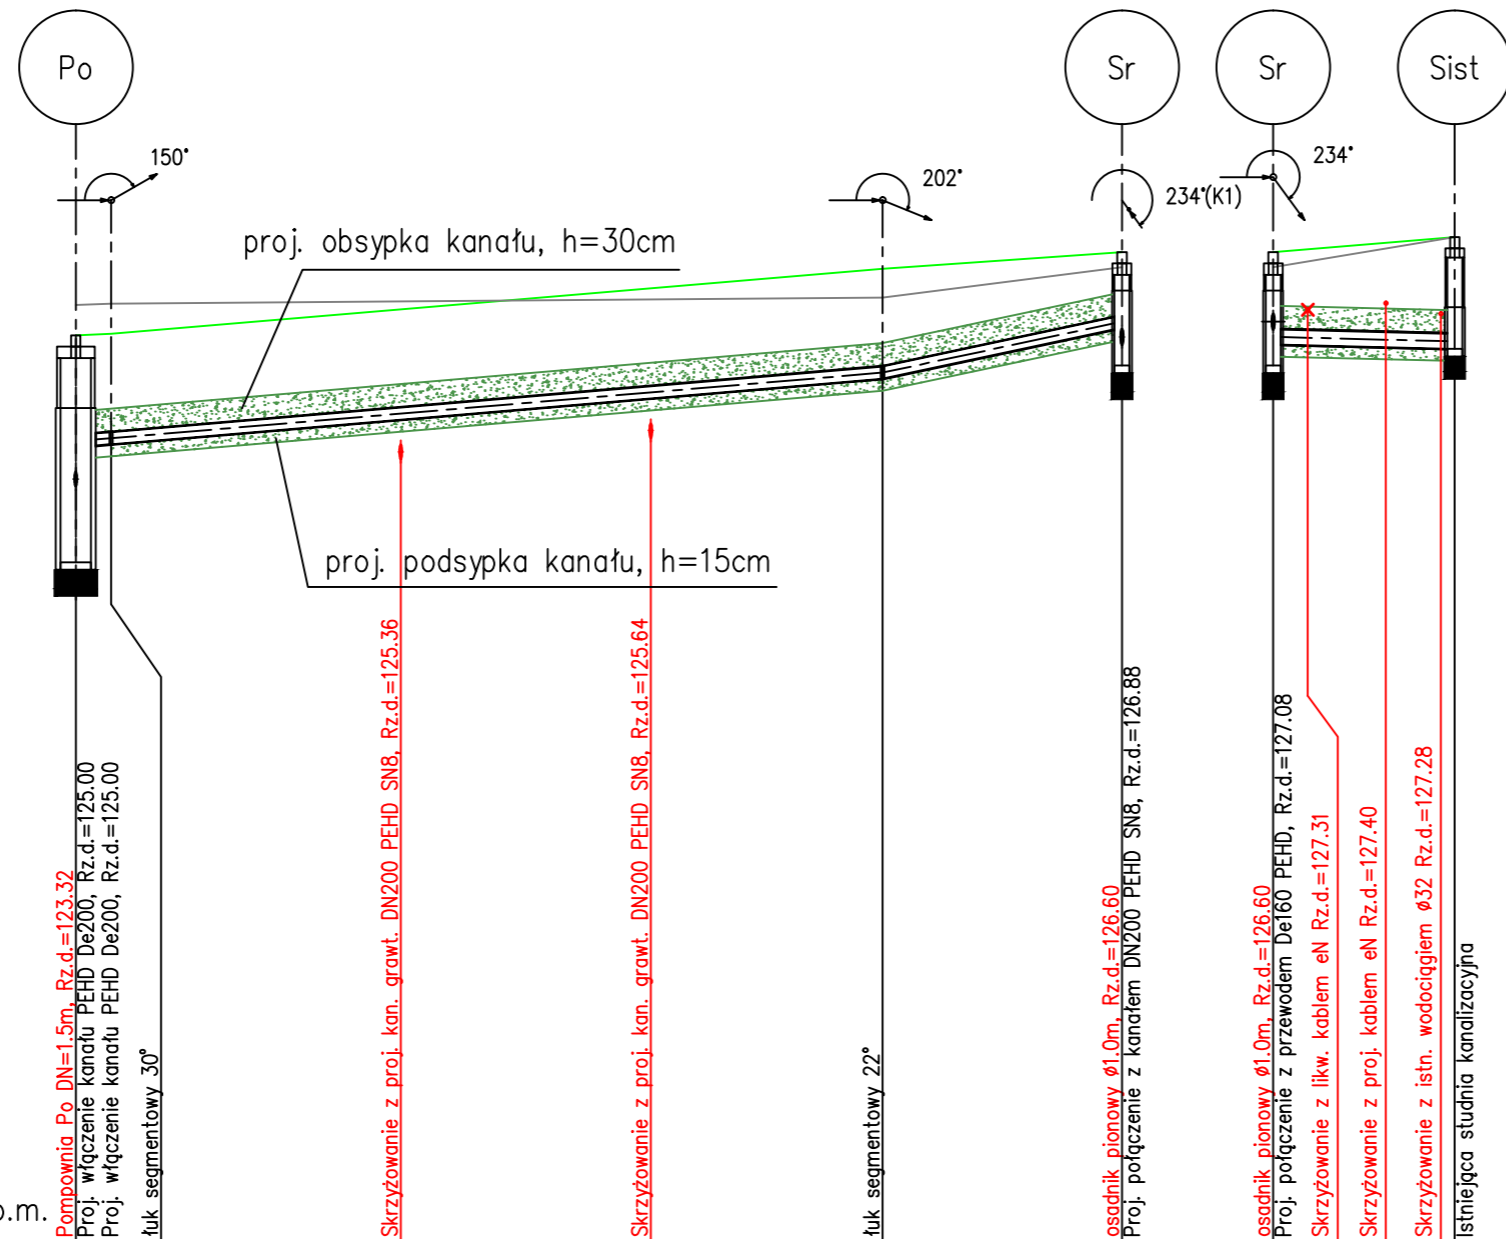 Po
Sr
Sr
Sist
150°
202°
234°(K1)
234°
proj. obsypka kanału, h=30cm
proj. podsypka kanału, h=15cm
Pompownia Po DN=1.5m, Rz.d.=123.32
Proj. włączenie kanału PEHD De200, Rz.d.=125.00
Proj. włączenie kanału PEHD De200, Rz.d.=125.00
łuk segmentowy 30°
Skrzyżowanie z proj. kan. grawt. DN200 PEHD SN8, Rz.d.=125.36
Skrzyżowanie z proj. kan. grawt. DN200 PEHD SN8, Rz.d.=125.64
łuk segmentowy 22°
osadnik pionowy ø1.0m, Rz.d.=126.60
Proj. połączenie z kanałem DN200 PEHD SN8, Rz.d.=126.88
osadnik pionowy ø1.0m, Rz.d.=126.60
Proj. połączenie z przewodem De160 PEHD, Rz.d.=127.08
Skrzyżowanie z likw. kablem eN Rz.d.=127.31
Skrzyżowanie z proj. kablem eN Rz.d.=127.40
Skrzyżowanie z istn. wodociągiem ø32 Rz.d.=127.28
Istniejąca studnia kanalizacyjna
o.m.